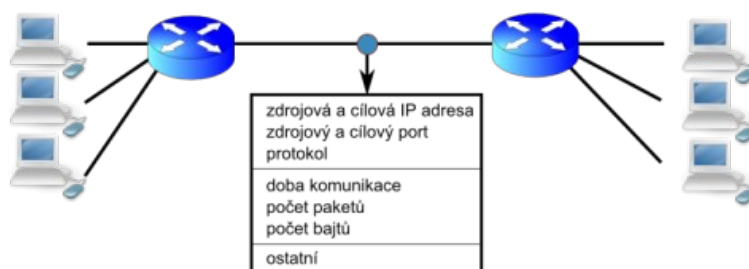 zdrojová a cílová IP adresa
zdrojový a cílový port
protokol
doba komunikace
počet paketů
počet bajtů
ostatní